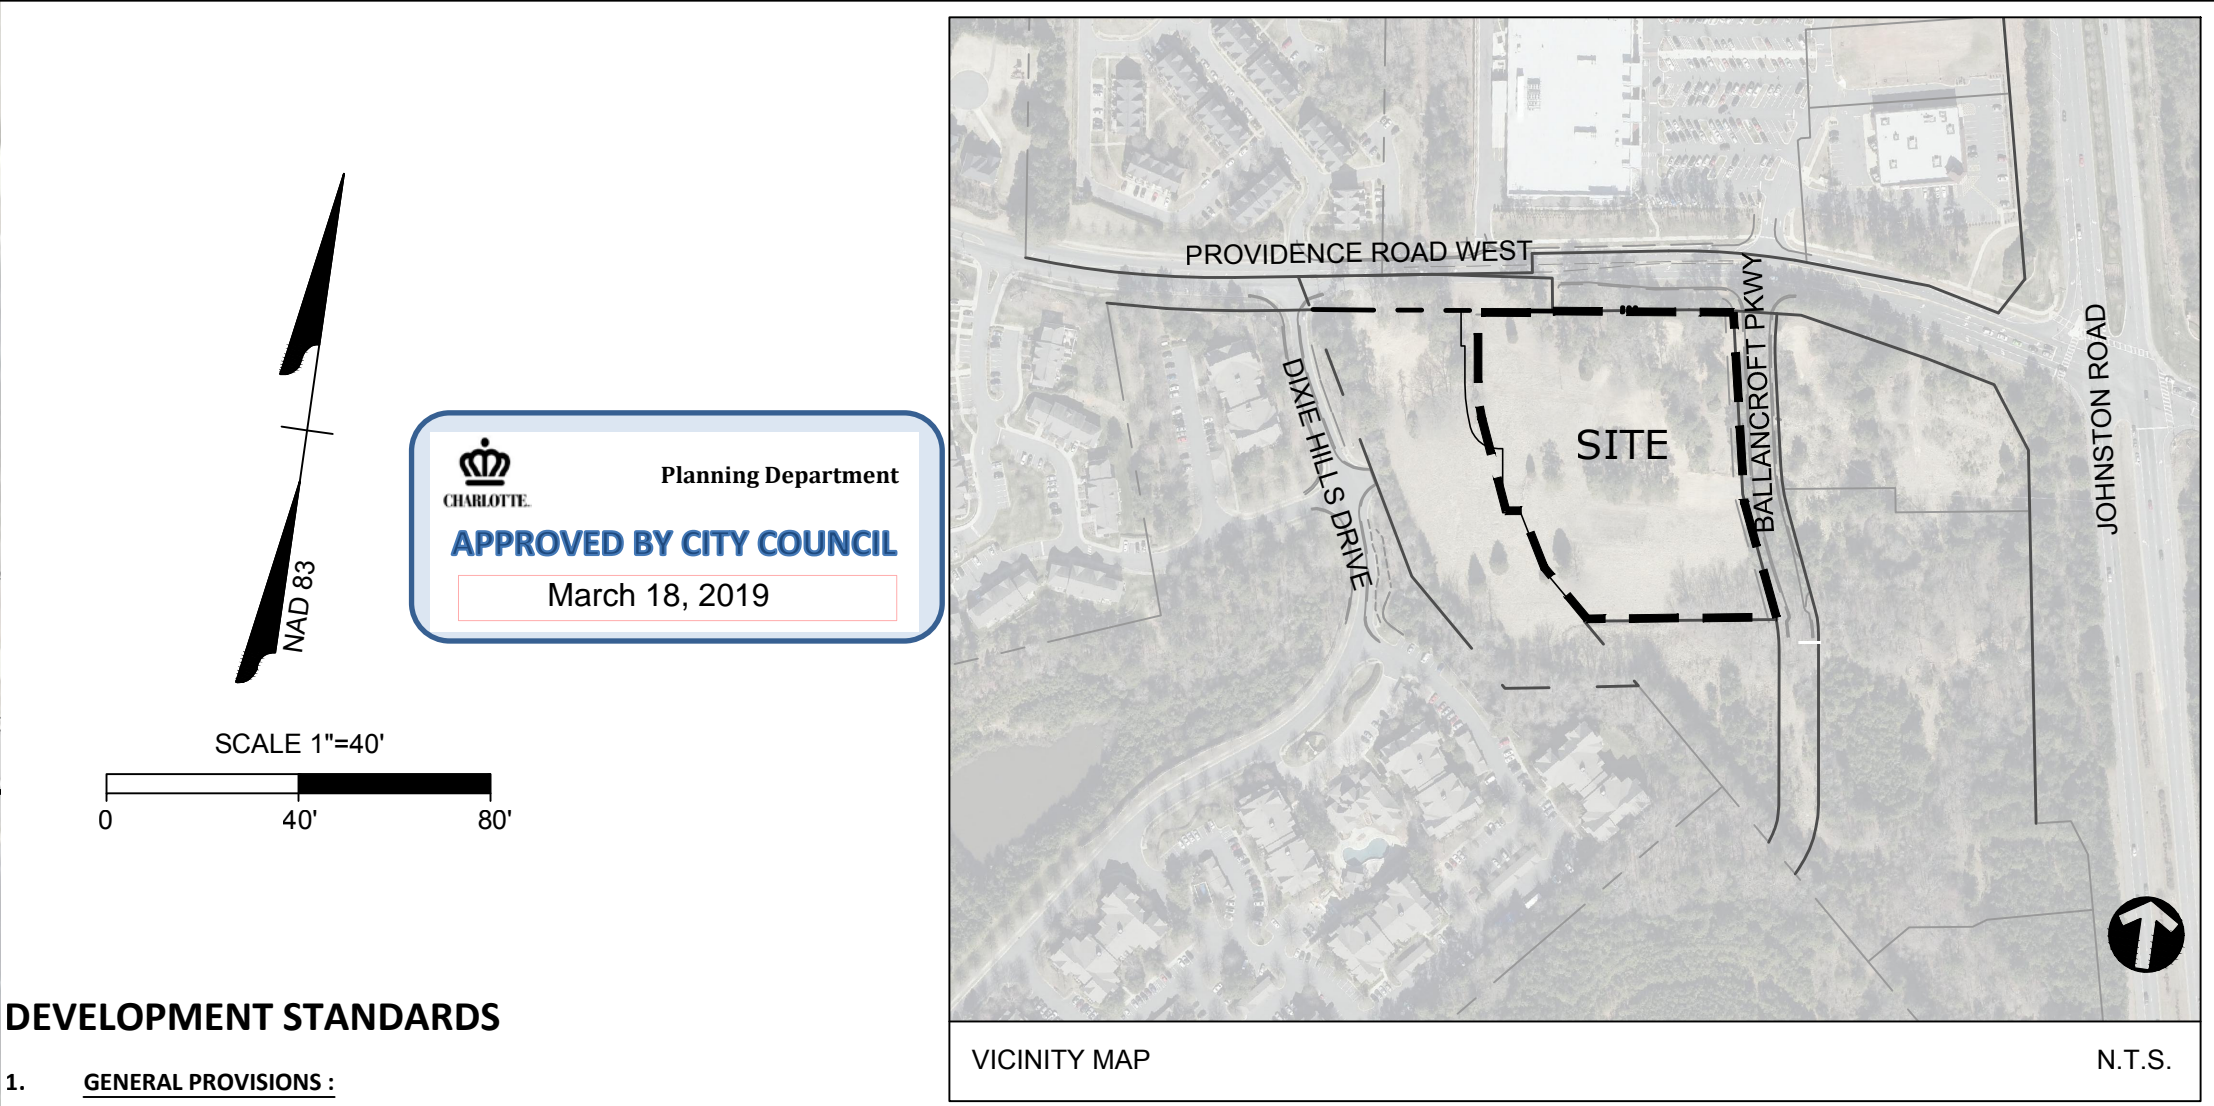 PROVIDENCE ROAD WEST
BALLANCROFT PKWY
JOHNSTON ROAD
DIXIE HILLS DRIVE
SITE
Planning Department
CHARLOTTE.
APPROVED BY CITY COUNCIL
March 18, 2019
NAD 83
SCALE 1"=40'
0 40' 80'
DEVELOPMENT STANDARDS
1. GENERAL PROVISIONS :
VICINITY MAP
N.T.S.